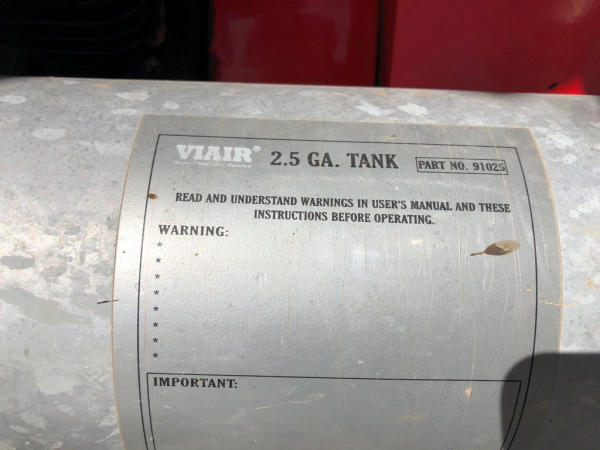 VIAIR® 2.5 GA. TANK PART NO. 91025
READ AND UNDERSTAND WARNINGS IN USER'S MANUAL AND THESE
INSTRUCTIONS BEFORE OPERATING.
WARNING:
*
*
*
*
*
*
*
*
IMPORTANT: